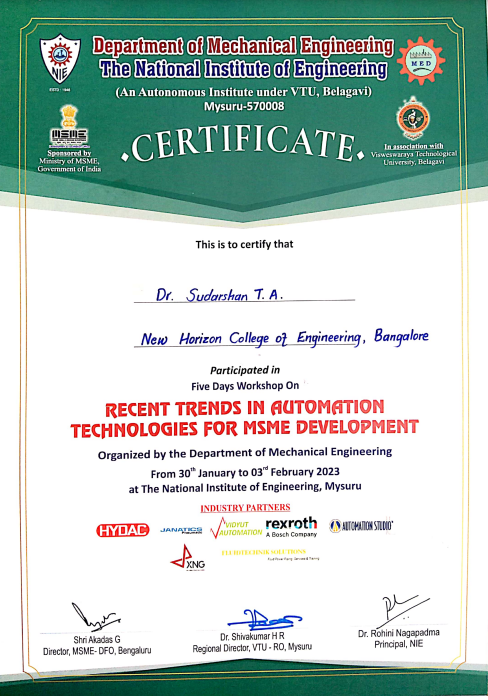 Department of Mechanical Engineering
The National Institute of Engineering
(An Autonomous Institute under VTU, Belagavi)
Mysuru-570008
NIE
ESTD - 1946
MED
MSME
Sponsored by
Ministry of MSME,
Government of India
CERTIFICATE
In association with
Visweswaraya Technological
University, Belagavi
This is to certify that
Dr. Sudarshan T.A.
New Horizon College of Engineering, Bangalore
Participated in
Five Days Workshop On
RECENT TRENDS IN AUTOMATION
TECHNOLOGIES FOR MSME DEVELOPMENT
Organized by the Department of Mechanical Engineering
From 30th January to 03rd February 2023
at The National Institute of Engineering, Mysuru
INDUSTRY PARTNERS
HYDAC
JANATICS
Pneumatic
VIDYUT
AUTOMATION
rexroth
A Bosch Company
AUTOMATION STUDIO
XNG
TECHTECHNIK SOLUTIONS
Shri Akadas G
Director, MSME- DFO, Bengaluru
Dr. Shivakumar H R
Regional Director, VTU - RO, Mysuru
Dr. Rohini Nagapadma
Principal, NIE